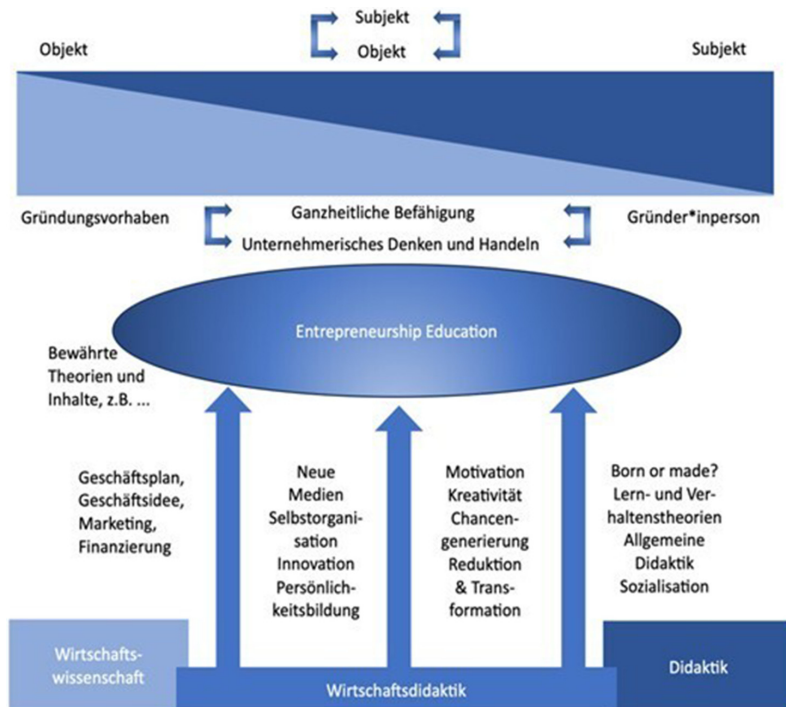 Subjekt
Objekt
Objekt
Subjekt
Gründungsvorhaben
Ganzheitliche Befähigung
Unternehmerisches Denken und Handeln
Gründer*inperson
Entrepreneurship Education
Bewährte
Theorien und
Inhalte, z.B. ...
Geschäftsplan,
Geschäftsidee,
Marketing,
Finanzierung
Neue
Medien
Selbstorgani-
sation
Innovation
Persönlich-
keitsbildung
Motivation
Kreativität
Chancen-
generierung
Reduktion
& Trans-
formation
Born or made?
Lern- und Ver-
haltenstheorien
Allgemeine
Didaktik
Sozialisation
Wirtschafts-
wissenschaft
Wirtschaftsdidaktik
Didaktik